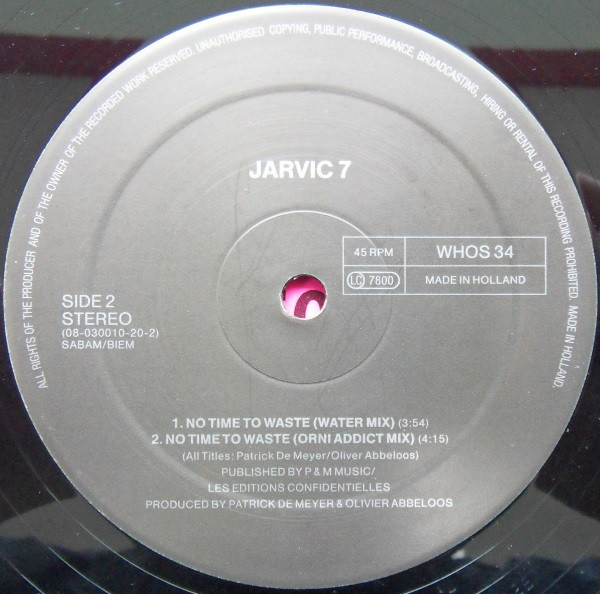 ALL RIGHTS OF THE PRODUCER AND OF THE OWNER OF THE RECORDED WORK RESERVED. UNAUTHORISED COPYING, PUBLIC PERFORMANCE, BROADCASTING, HIRING OR RENTAL OF THIS RECORDING PROHIBITED. MADE IN HOLLAND.
JARVIC 7
45 RPM
WHOS 34
LC 7800
MADE IN HOLLAND
SIDE 2
STEREO
(08-030010-20-2)
SABAM/BIEM
1. NO TIME TO WASTE (WATER MIX) (3:54)
2. NO TIME TO WASTE (ORNI ADDICT MIX) (4:15)
(All Titles: Patrick De Meyer/Oliver Abbeloos)
PUBLISHED BY P & M MUSIC/
LES EDITIONS CONFIDENTIELLES
PRODUCED BY PATRICK DE MEYER & OLIVIER ABBELOOS